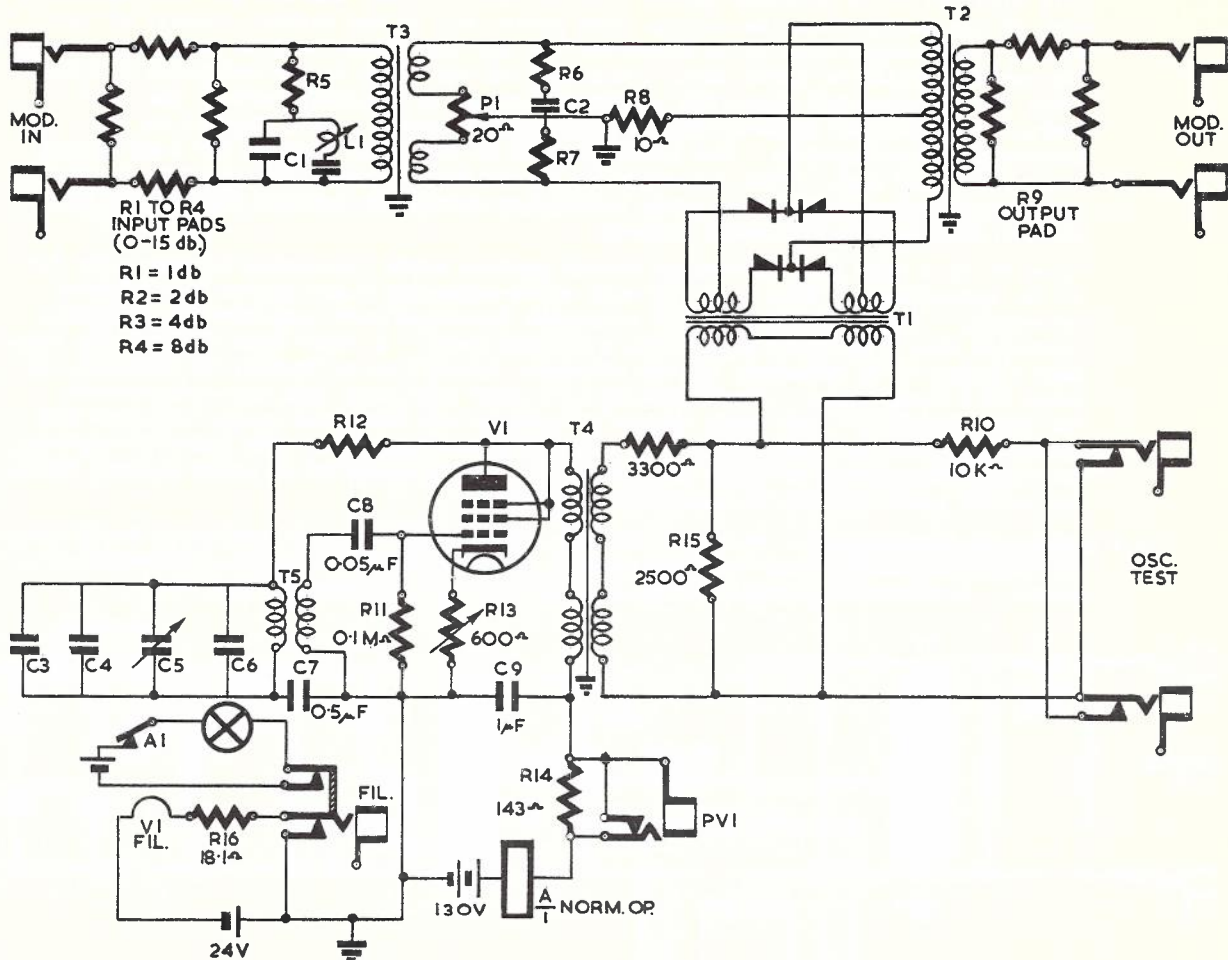 T2
T3
R5
R6
P1
20Ω
C2
R8
10Ω
MOD.
IN
L1
C1
R7
MOD.
OUT
R1 TO R4
INPUT PADS
(0-15 db.)
R1 = 1db
R2 = 2db
R3 = 4db
R4 = 8db
R9
OUTPUT
PAD
T1
R12
V1
T4
R10
3300Ω
10KΩ
C8
0·05μF
R15
2500Ω
OSC.
TEST
T5
R11
0·1MΩ
R13
600Ω
C3
C4
C5
C6
C7
0·5μF
C9
1μF
A1
R14
143Ω
PV1
FIL.
V1
FIL.
R16
18·1Ω
130V
A
1
NORM. OP.
24V